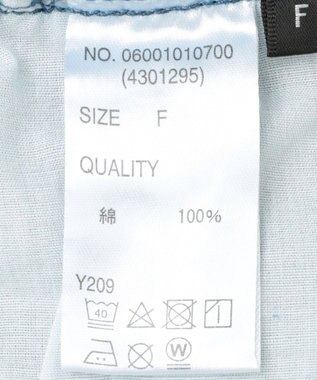 F
NO. 06001010700
(4301295)
SIZE F
QUALITY
綿 100%
Y209
40
W